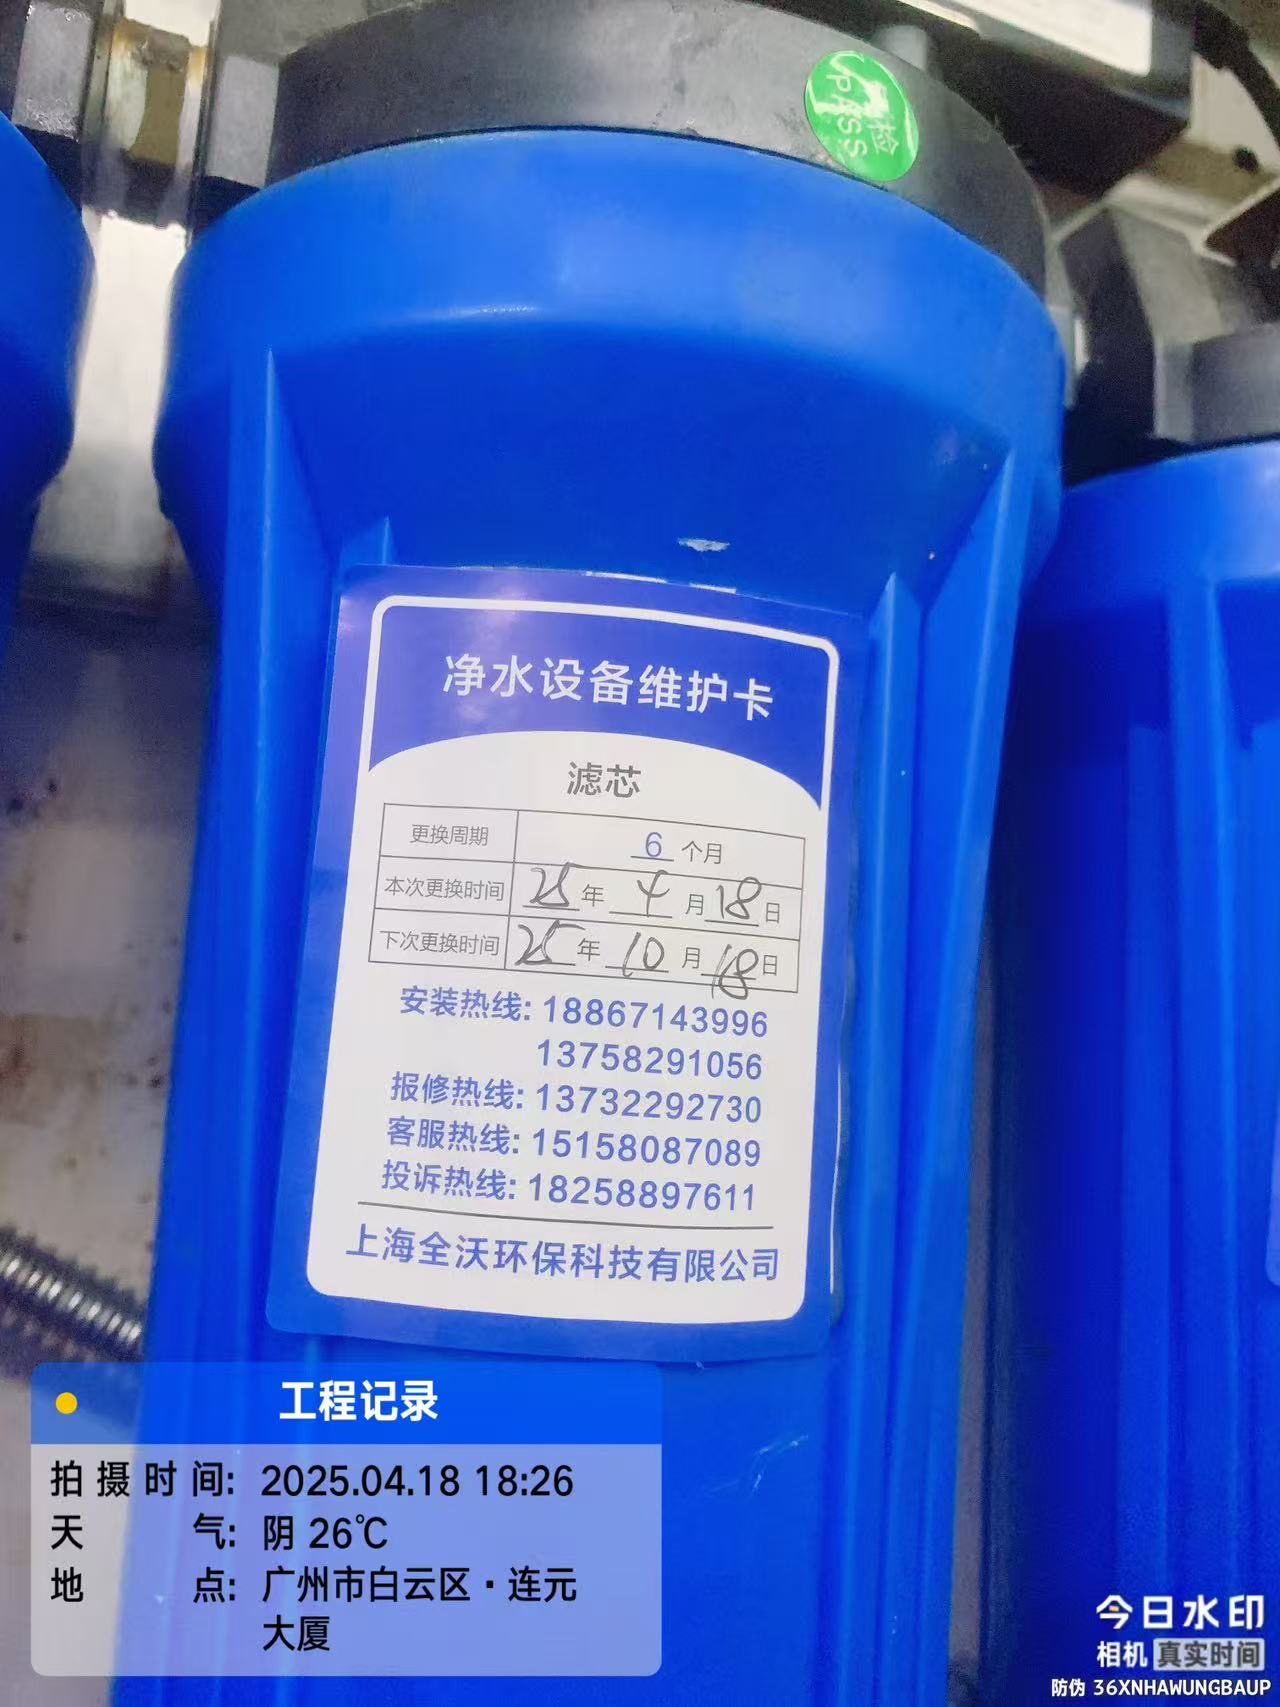 PASS
检
净水设备维护卡
滤芯
更换周期 6 个月
本次更换时间 25 年 4 月 18 日
下次更换时间 25 年 10 月 18 日
安装热线: 18867143996
13758291056
报修热线: 13732292730
客服热线: 15158087089
投诉热线: 18258897611
上海全沃环保科技有限公司
工程记录
拍摄时间: 2025.04.18 18:26
天气: 阴 26℃
地点: 广州市白云区·连元
大厦
今日水印
相机 真实时间
防伪 36XNHAWUNGBAUP